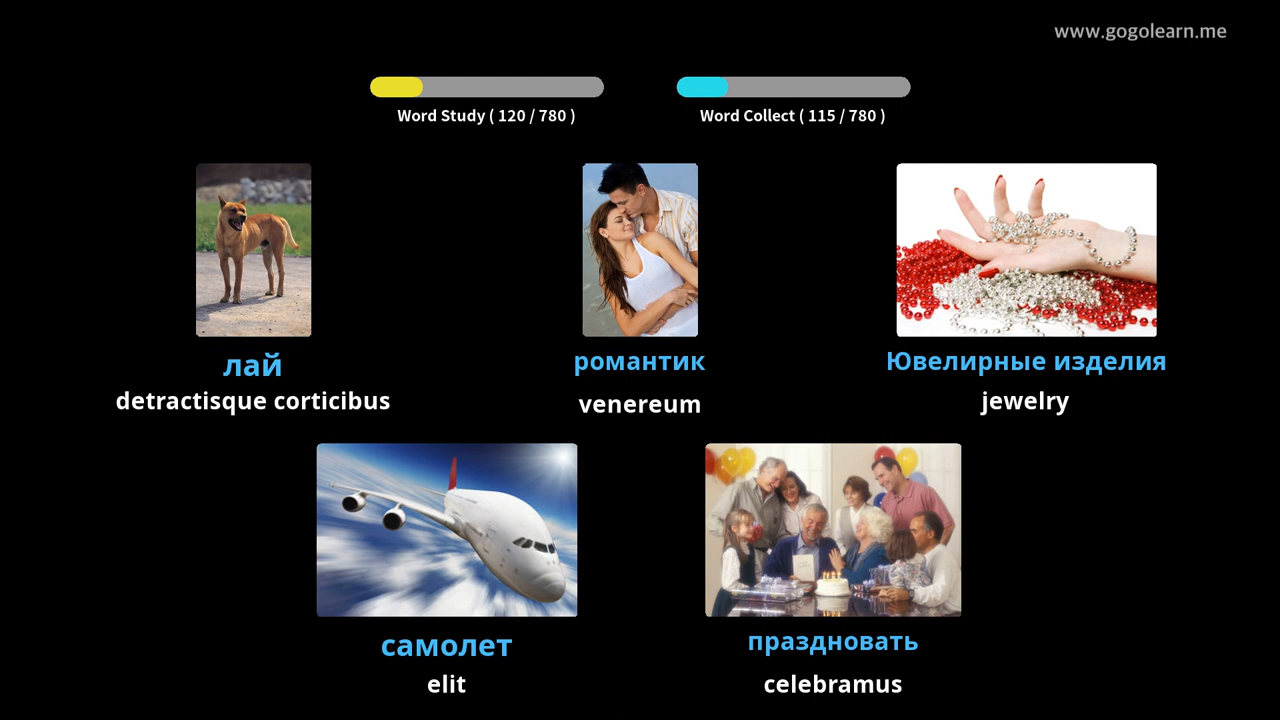 www.gogolearn.me
Word Study ( 120 / 780 )
Word Collect ( 115 / 780 )
лай
detractisque corticibus
романтик
venereum
Ювелирные изделия
jewelry
самолет
elit
праздновать
celebramus